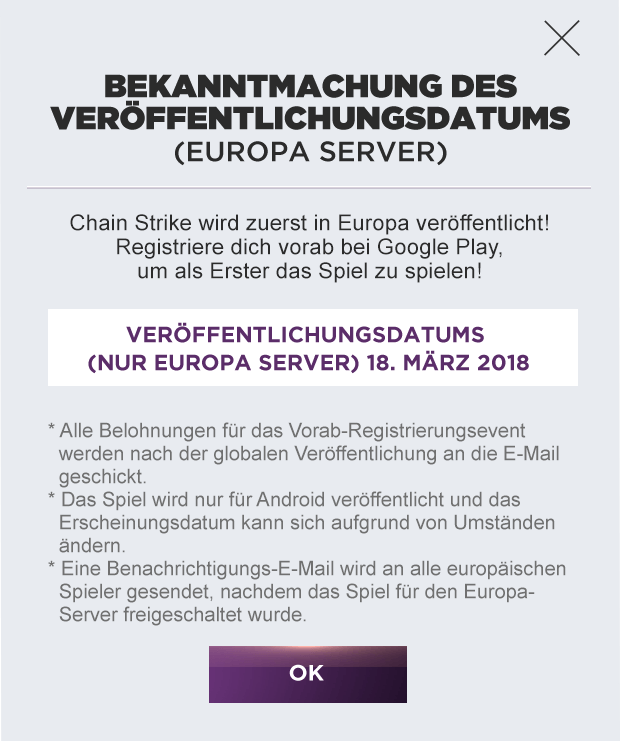 BEKANNTMACHUNG DES
VERÖFFENTLICHUNGSDATUMS
(EUROPA SERVER)
Chain Strike wird zuerst in Europa veröffentlicht!
Registriere dich vorab bei Google Play,
um als Erster das Spiel zu spielen!
VERÖFFENTLICHUNGSDATUMS
(NUR EUROPA SERVER) 18. MÄRZ 2018
* Alle Belohnungen für das Vorab-Registrierungsevent
werden nach der globalen Veröffentlichung an die E-Mail
geschickt.
* Das Spiel wird nur für Android veröffentlicht und das
Erscheinungsdatum kann sich aufgrund von Umständen
ändern.
* Eine Benachrichtigungs-E-Mail wird an alle europäischen
Spieler gesendet, nachdem das Spiel für den Europa-
Server freigeschaltet wurde.
OK